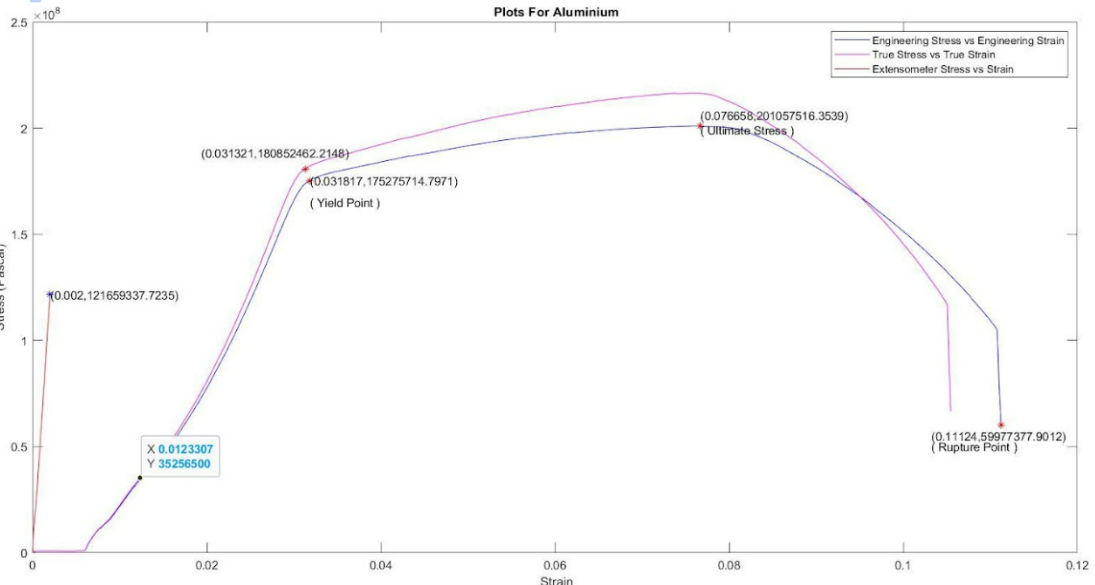 Plots For Aluminium
×10⁸
2.5
2
1.5
1
0.5
0
Engineering Stress vs Engineering Strain
True Stress vs True Strain
Extensometer Stress vs Strain
(0.076658,201057516.3539)
( Ultimate Stress )
(0.031321,180852462.2148)
(0.031817,175275714.7971)
( Yield Point )
(0.002,121659337.7235)
X 0.0123307
Y 35256500
(0.11124,59977377.9012)
( Rupture Point )
0 0.02 0.04 0.06 0.08 0.1 0.12
Strain
Stress (Pascal)